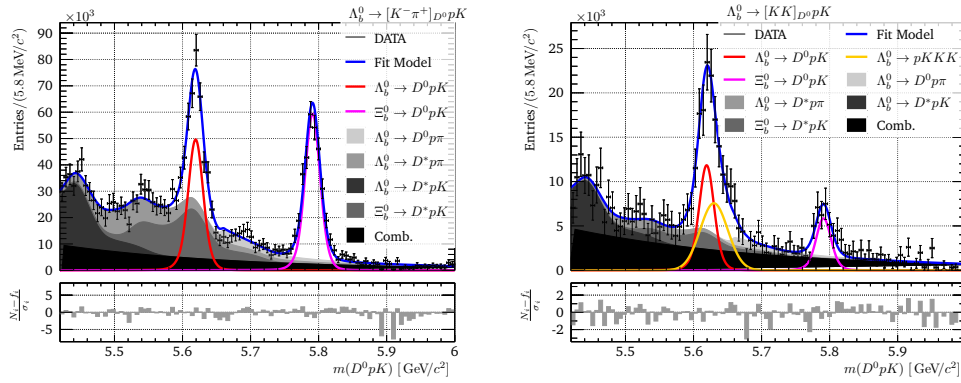 ×10³
Λ⁰_b → [K⁻π⁺]_{D⁰}pK
Entries/(5.8 MeV/c²)
90
80
70
60
50
40
30
20
10
0
DATA
Fit Model
Λ⁰_b → D⁰pK
Ξ⁰_b → D⁰pK
Λ⁰_b → D⁰pπ
Λ⁰_b → D*pπ
Λ⁰_b → D*pK
Ξ⁰_b → D*pK
Comb.
(N_i−f_i)/σ_i
5
0
-5
5.5 5.6 5.7 5.8 5.9 6
m(D⁰pK) [GeV/c²]
×10³
Λ⁰_b → [KK]_{D⁰}pK
Entries/(5.8 MeV/c²)
25
20
15
10
5
0
DATA Fit Model
Λ⁰_b → D⁰pK Λ⁰_b → pKKK
Ξ⁰_b → D⁰pK Λ⁰_b → D⁰pπ
Λ⁰_b → D*pπ Λ⁰_b → D*pK
Ξ⁰_b → D*pK Comb.
(N_i−f_i)/σ_i
2
0
2
5.5 5.6 5.7 5.8 5.9
m(D⁰pK) [GeV/c²]